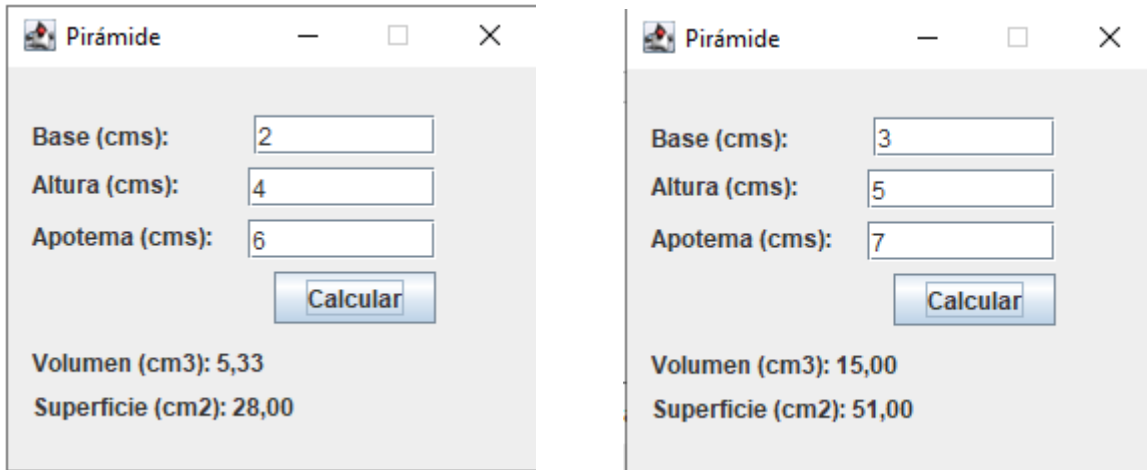 Pirámide
Base (cms): 2
Altura (cms): 4
Apotema (cms): 6
Calcular
Volumen (cm3): 5,33
Superficie (cm2): 28,00
Pirámide
Base (cms): 3
Altura (cms): 5
Apotema (cms): 7
Calcular
Volumen (cm3): 15,00
Superficie (cm2): 51,00